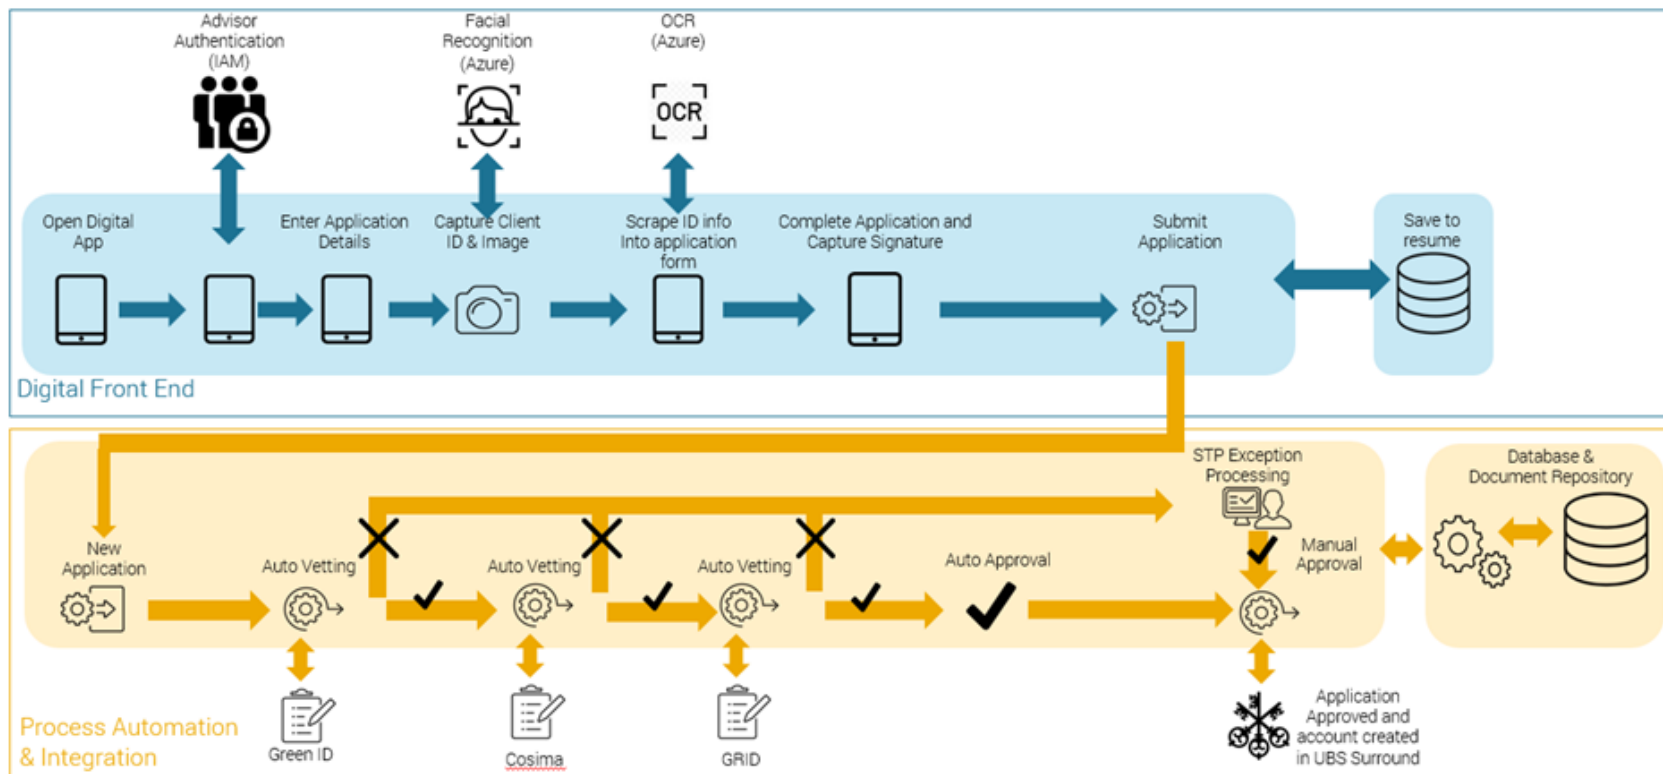 Advisor
Authentication
(IAM)
Facial
Recognition
(Azure)
OCR
(Azure)
OCR
Open Digital
App
Enter Application
Details
Capture Client
ID & Image
Scrape ID info
Into application
form
Complete Application and
Capture Signature
Submit
Application
Save to
resume
Digital Front End
New
Application
Auto Vetting
Auto Vetting
Auto Vetting
Auto Approval
STP Exception
Processing
Manual
Approval
Database &
Document Repository
Green ID
Cosima
GRID
Application
Approved and
account created
in UBS Surround
Process Automation
& Integration